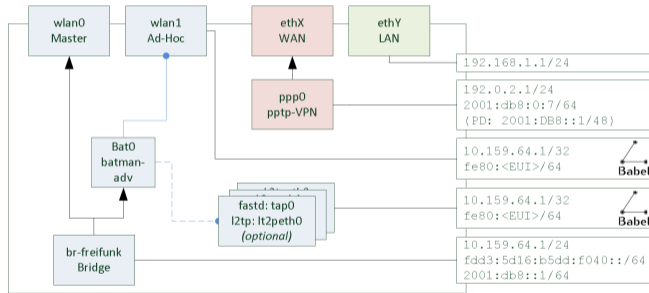 wlan0
Master
wlan1
Ad-Hoc
ethX
WAN
ethY
LAN
192.168.1.1/24
ppp0
pptp-VPN
192.0.2.1/24
2001:db8:0:7/64
(PD: 2001:DB8::1/48)
Bat0
batman-
adv
10.159.64.1/32
fe80:<EUI>/64
Babel
fastd: tap0
l2tp: lt2peth0
(optional)
10.159.64.1/32
fe80:<EUI>/64
Babel
br-freifunk
Bridge
10.159.64.1/24
fdd3:5d16:b5dd:f040::/64
2001:db8::1/64